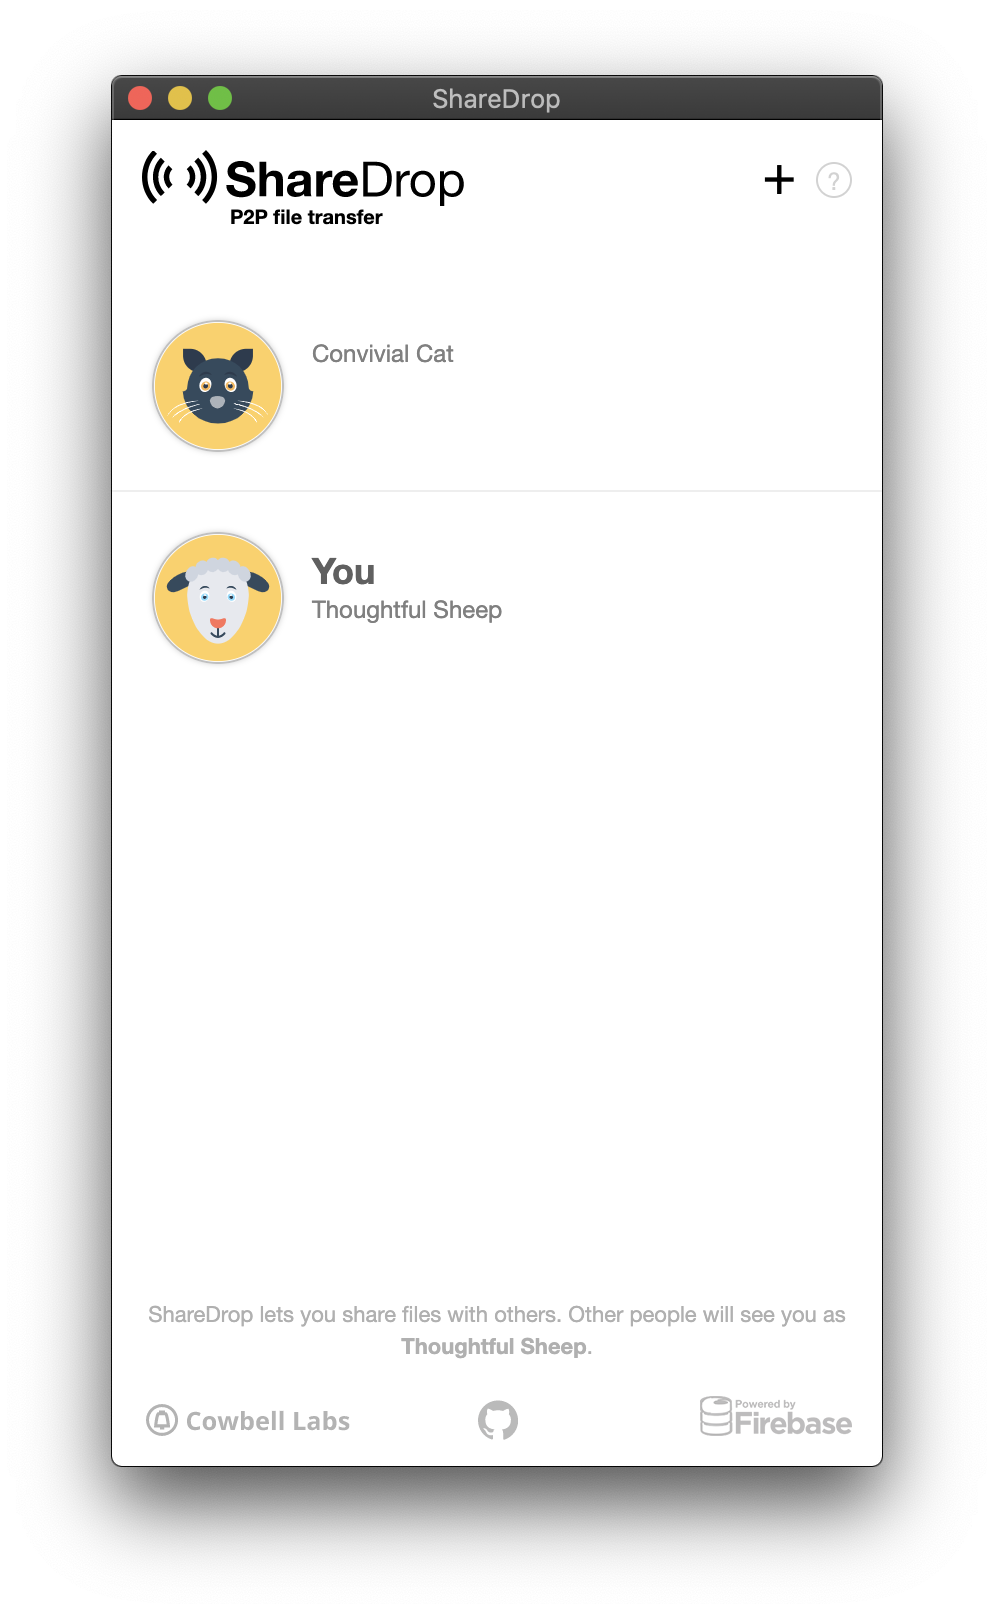 ShareDrop
ShareDrop
P2P file transfer
+
?
Convivial Cat
You
Thoughtful Sheep
ShareDrop lets you share files with others. Other people will see you as
Thoughtful Sheep.
Cowbell Labs
Powered by
Firebase